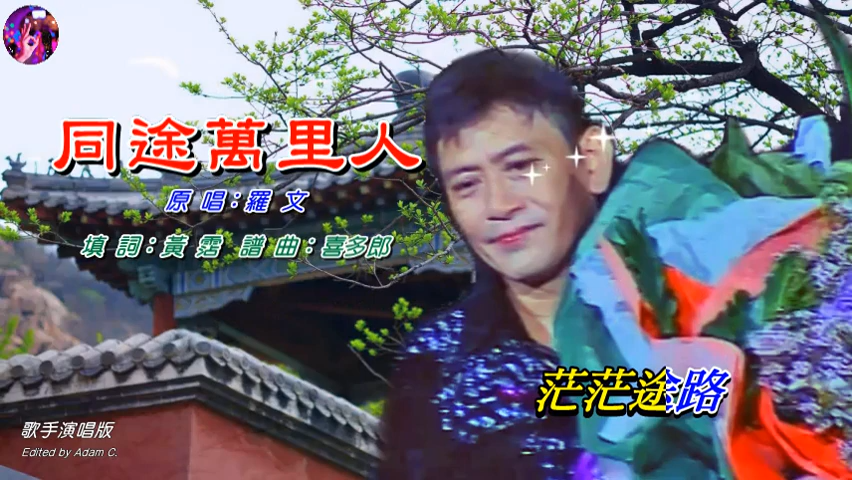 同途萬里人
原 唱：羅 文
填 詞：黃 霑 譜 曲：喜多郎
茫茫途路
歌手演唱版
Edited by Adam C.